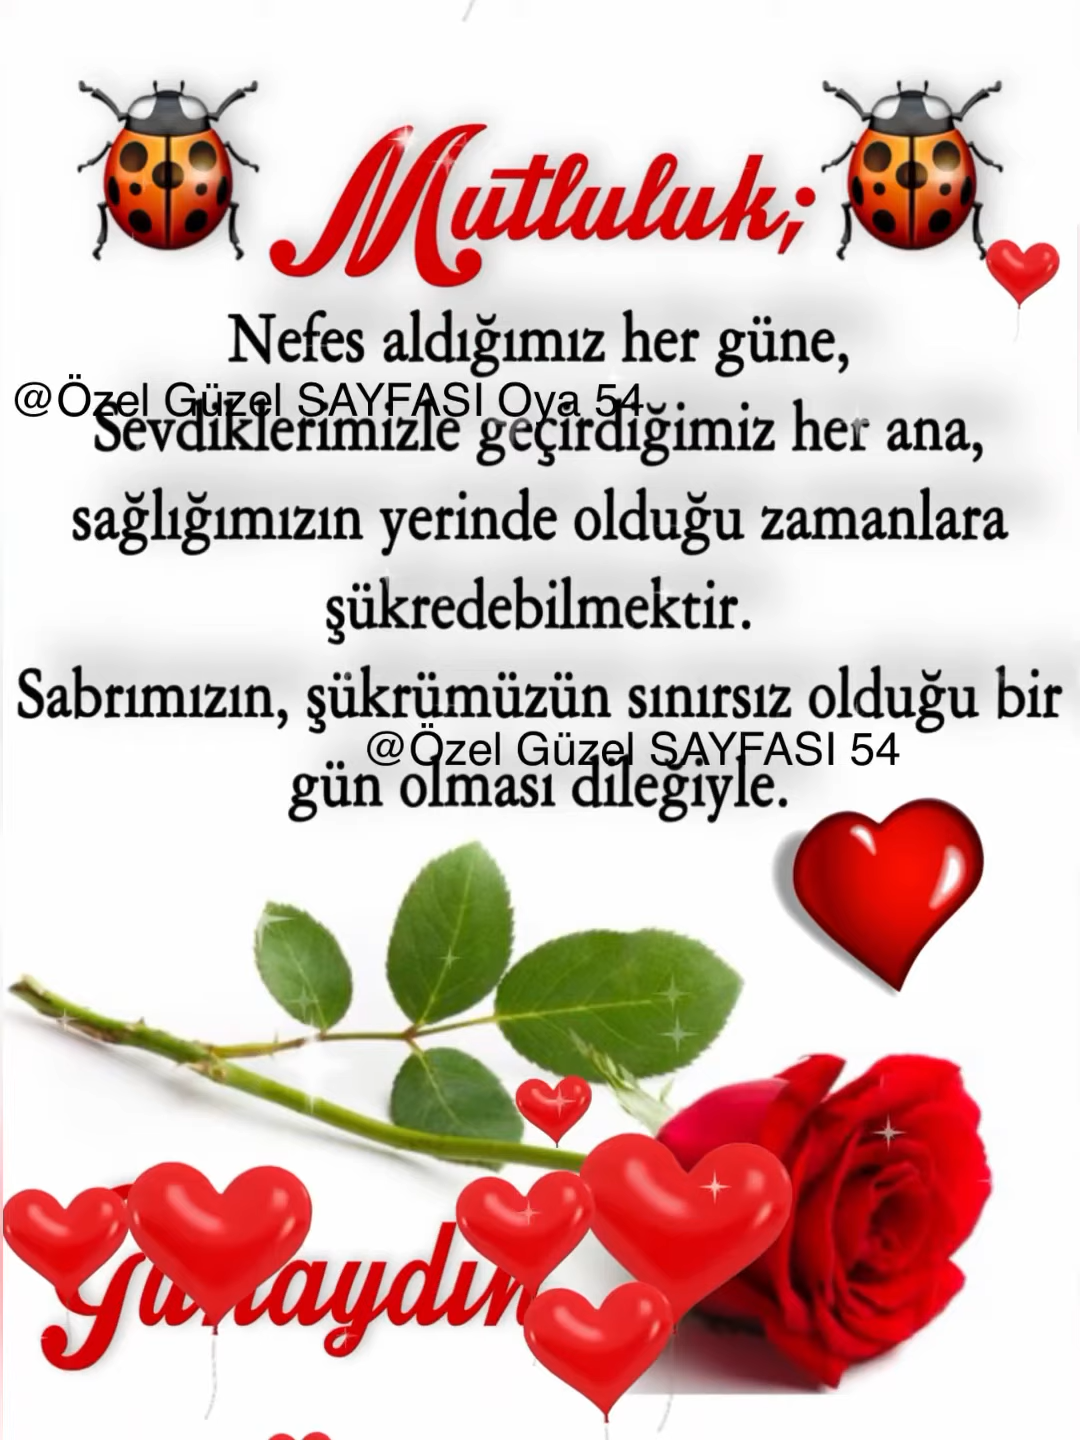 Mutluluk;
Nefes aldığımız her güne,
@Özel Güzel SAYFASI Oya 54
Sevdiklerimizle geçirdiğimiz her ana,
sağlığımızın yerinde olduğu zamanlara
şükredebilmektir.
Sabrımızın, şükrümüzün sınırsız olduğu bir
@Özel Güzel SAYFASI 54
gün olması dileğiyle.
Günaydın